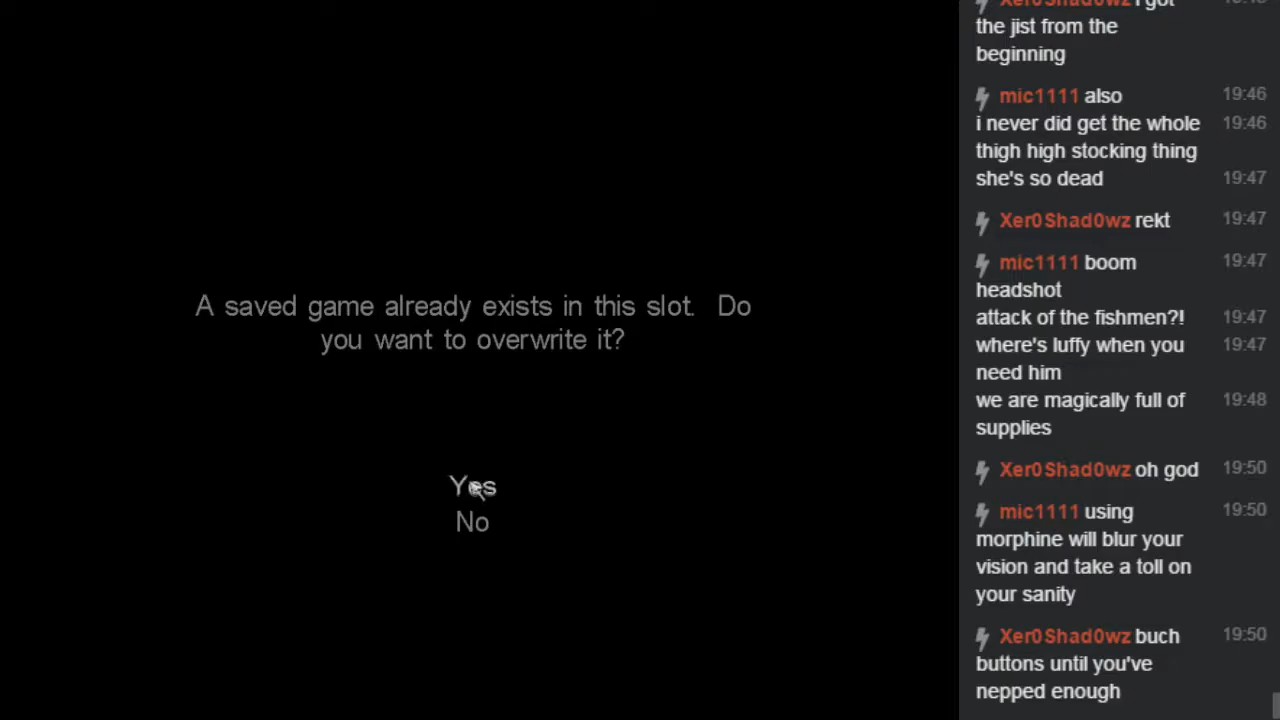 A saved game already exists in this slot. Do
you want to overwrite it?
Yes
No
the jist from the
beginning
mic1111 also 19:46
i never did get the whole 19:46
thigh high stocking thing
she's so dead 19:47
Xer0Shad0wz rekt 19:47
mic1111 boom 19:47
headshot
attack of the fishmen?! 19:47
where's luffy when you 19:47
need him
we are magically full of 19:48
supplies
Xer0Shad0wz oh god 19:50
mic1111 using 19:50
morphine will blur your
vision and take a toll on
your sanity
Xer0Shad0wz buch 19:50
buttons until you've
nepped enough